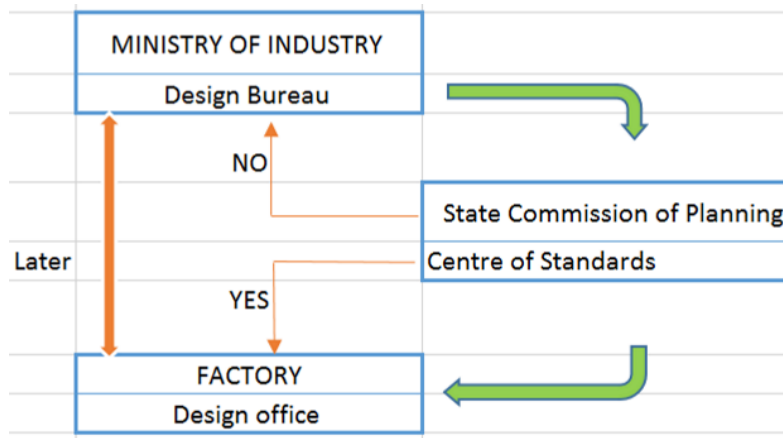 MINISTRY OF INDUSTRY
Design Bureau
NO
State Commission of Planning
Later
Centre of Standards
YES
FACTORY
Design office